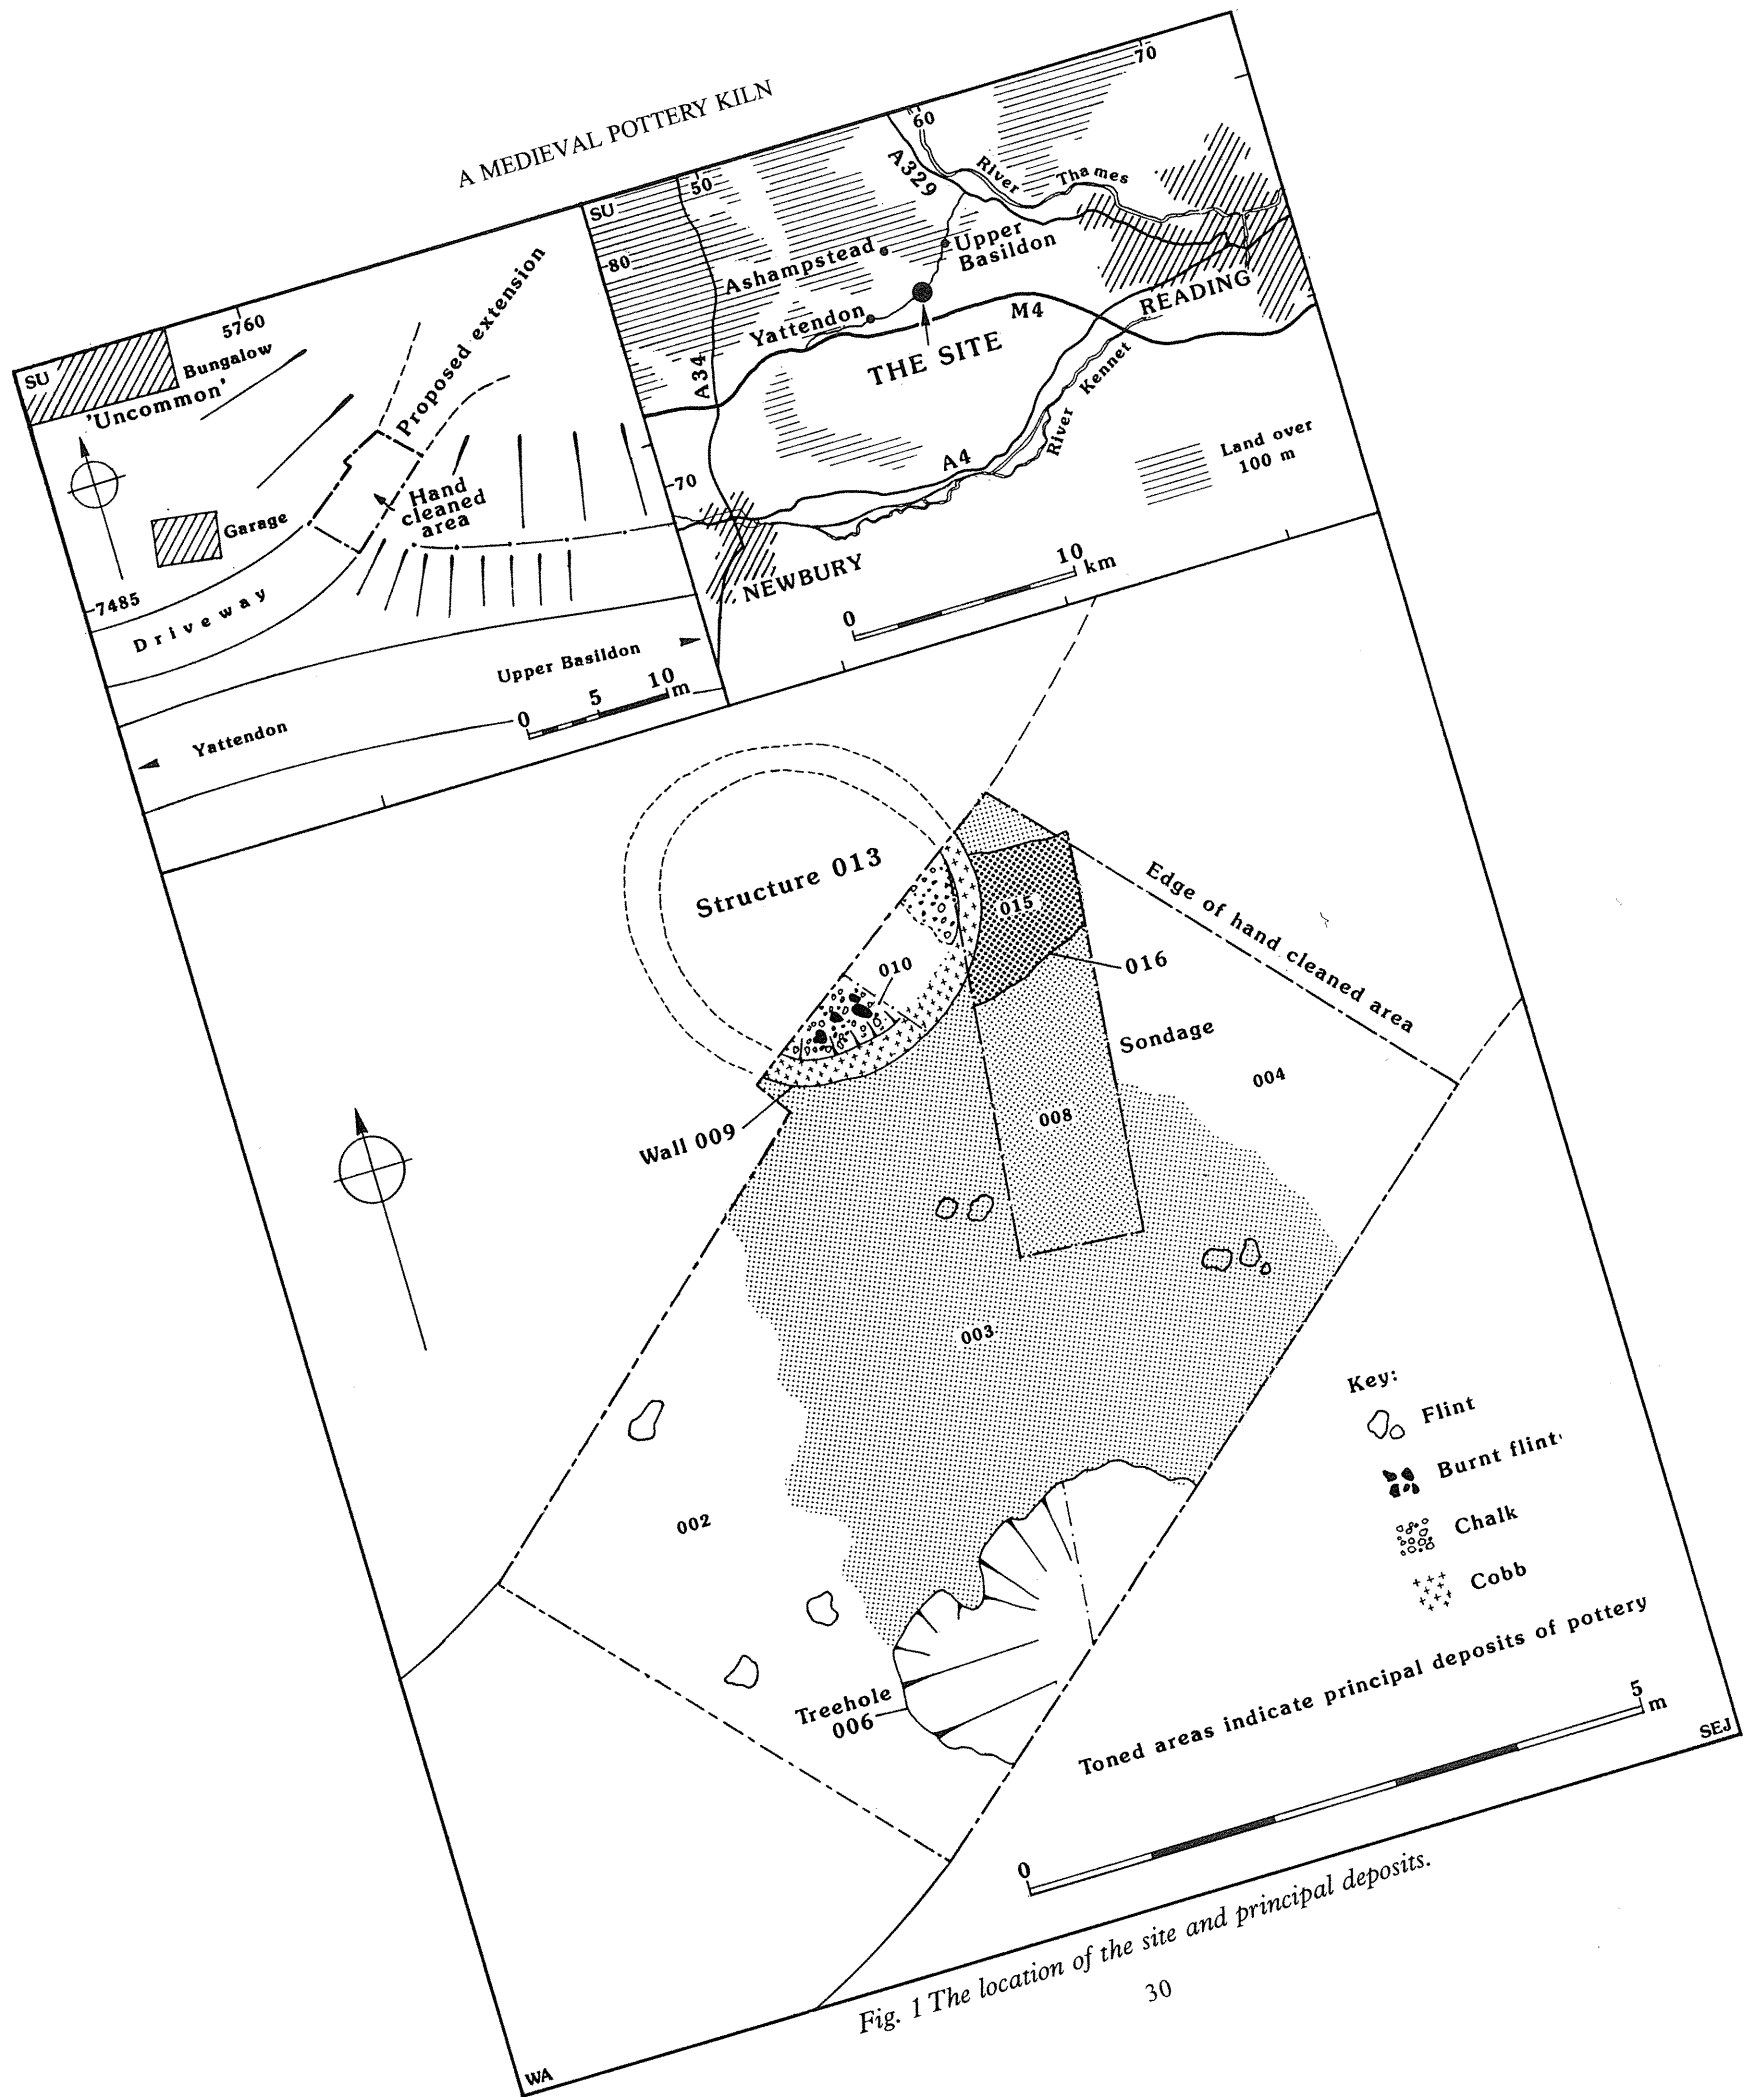 A MEDIEVAL POTTERY KILN
SU
5760
Bungalow
'Uncommon'
Proposed extension
Hand
cleaned
area
Garage
7485
Driveway
Upper Basildon
Yattendon
0 5 10 m
SU
50
60
70
80
70
A329
River Thames
Ashampstead
Upper
Basildon
Yattendon
M4
READING
THE SITE
A34
River Kennet
A4
Land over
100 m
NEWBURY
0 10 km
Structure 013
015
010
016
Edge of hand cleaned area
Sondage
004
008
Wall 009
003
002
Treehole
006
Key:
Flint
Burnt flint
Chalk
Cobb
Toned areas indicate principal deposits of pottery
0 5 m
SEJ
WA
Fig. 1 The location of the site and principal deposits.
30